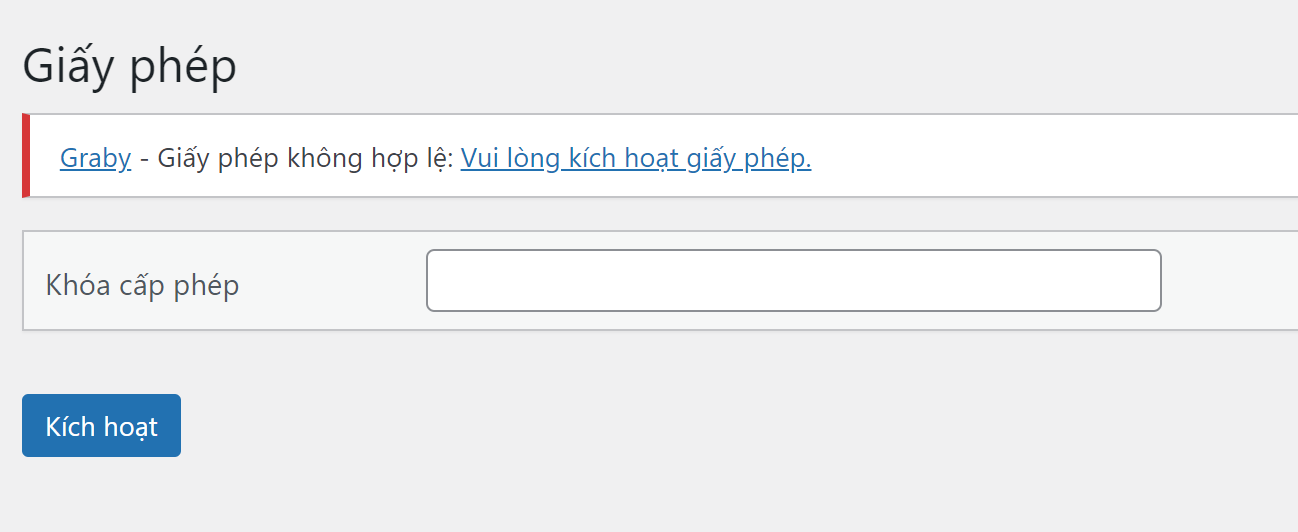 Giấy phép
Graby - Giấy phép không hợp lệ: Vui lòng kích hoạt giấy phép.
Khóa cấp phép
Kích hoạt